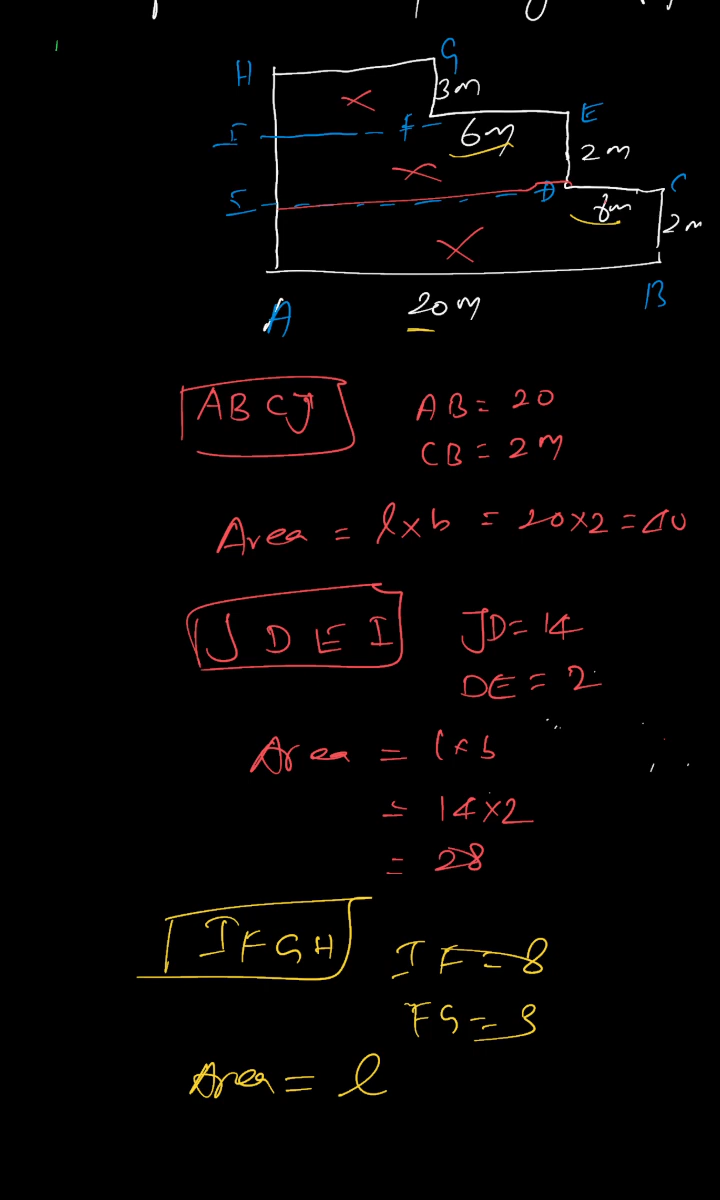 H
G
3m
I
F
6m
E
2m
J
D
C
2m
A
20m
B
ABCJ
AB= 20
CB = 2m
Area = l×b = 20×2 = 40
JDEI
JD= 14
DE = 2
Area = l×b
= 14×2
= 28
IFGH
IF=8
FG=3
Area = l